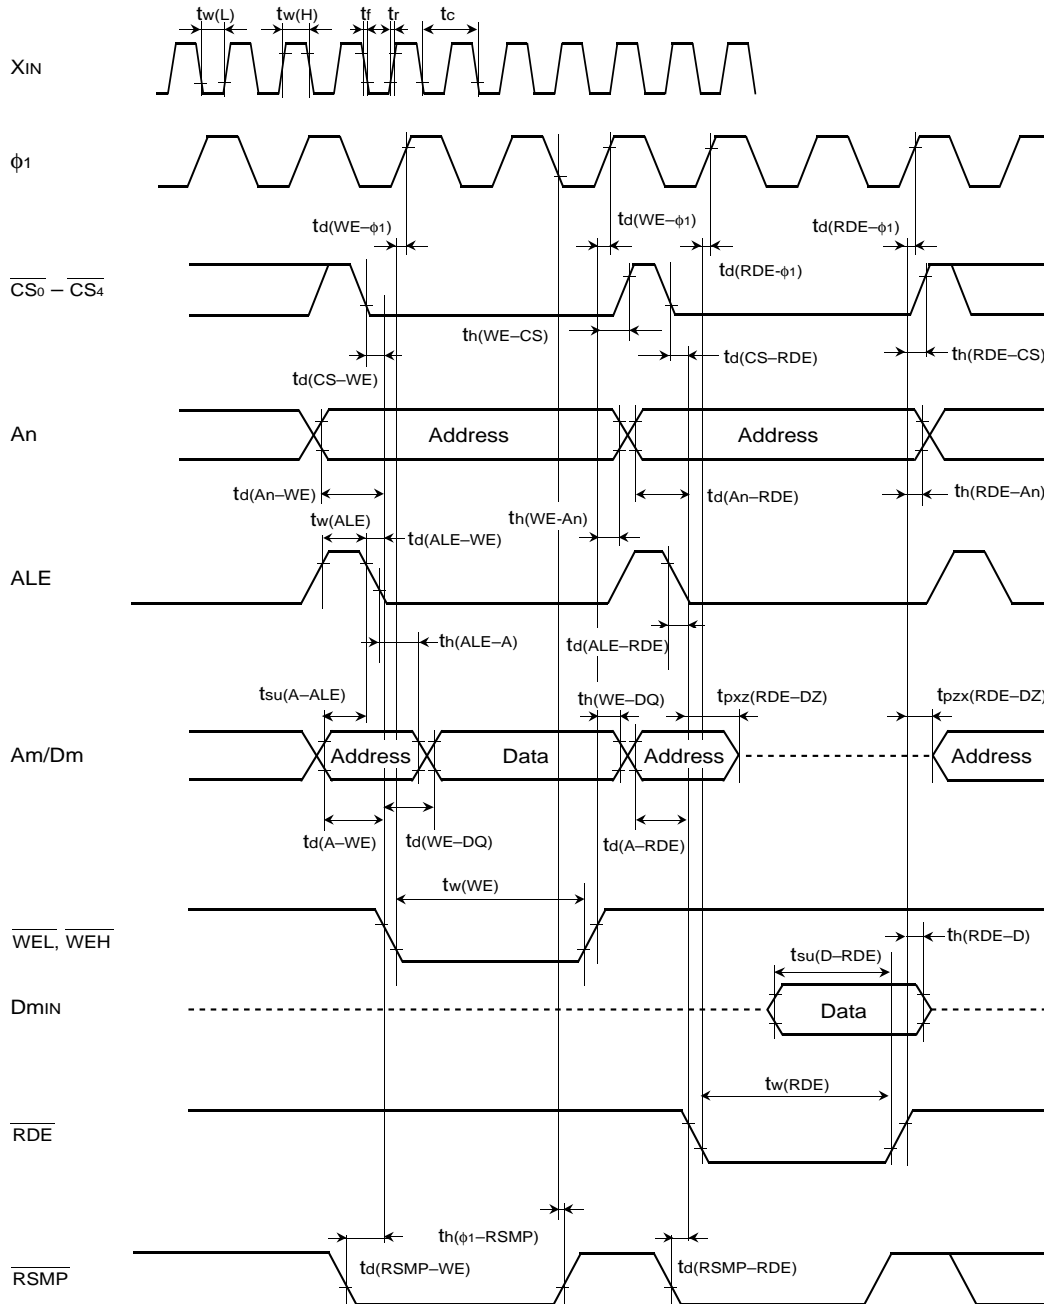 tw(L) tw(H) tf tr tc
XIN
ϕ1
td(WE–ϕ1) td(WE–ϕ1) td(RDE–ϕ1)
td(RDE-ϕ1)
CS0 – CS4
th(WE–CS) td(CS–RDE) th(RDE–CS)
td(CS–WE)
An Address Address
td(An–WE) td(An–RDE) th(RDE–An)
tw(ALE) th(WE-An)
td(ALE–WE)
ALE
th(ALE–A) td(ALE–RDE)
tsu(A–ALE) th(WE–DQ) tpxz(RDE–DZ) tpzx(RDE–DZ)
Am/Dm Address Data Address Address
td(A–WE) td(WE–DQ) td(A–RDE)
tw(WE)
WEL, WEH
th(RDE–D)
tsu(D–RDE)
DmIN Data
tw(RDE)
RDE
th(ϕ1–RSMP)
td(RSMP–WE) td(RSMP–RDE)
RSMP